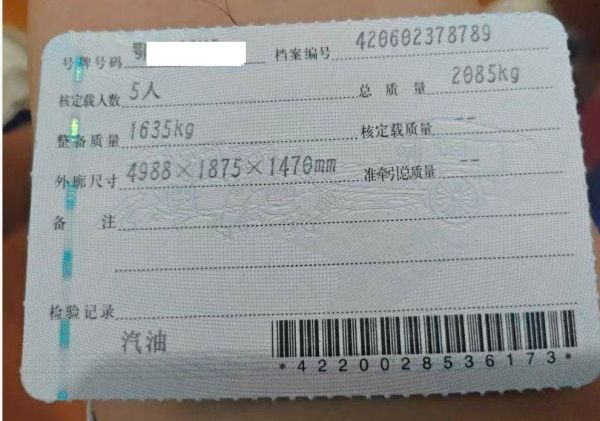 号牌号码 鄂 档案编号 420602378789
核定载人数 5人 总质量 2085kg
整备质量 1635kg 核定载质量 --
外廓尺寸 4988×1875×1470mm 准牵引总质量 --
备注
检验记录
汽油
*4220028536173*